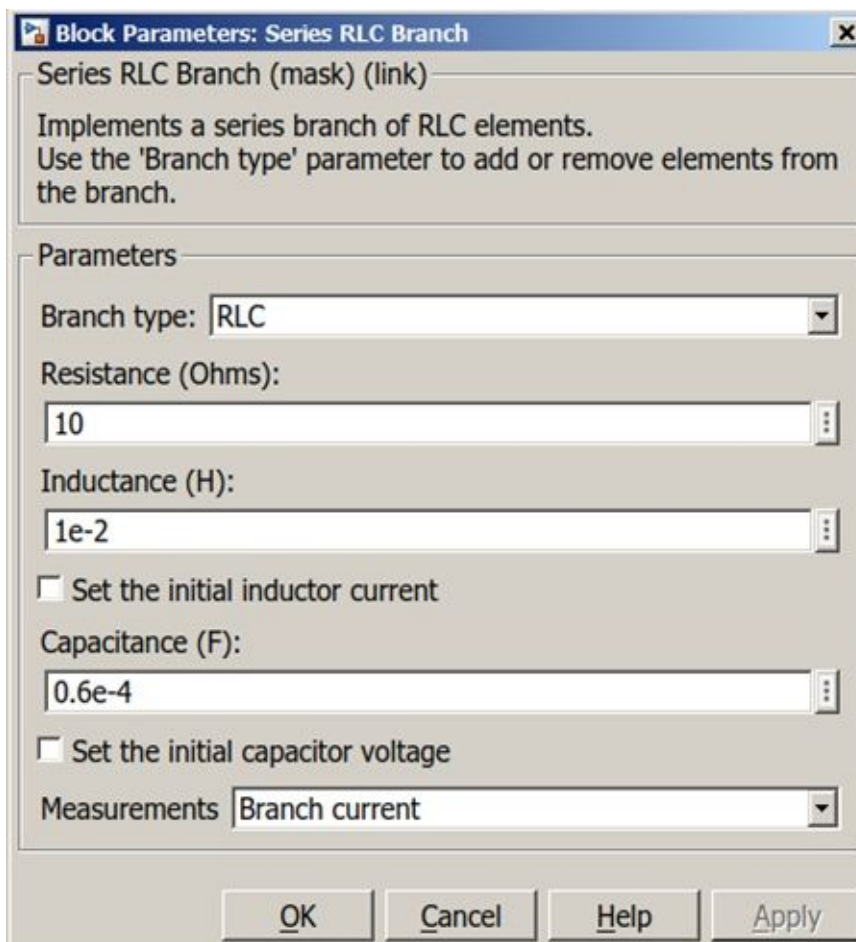 Block Parameters: Series RLC Branch
Series RLC Branch (mask) (link)
Implements a series branch of RLC elements.
Use the 'Branch type' parameter to add or remove elements from
the branch.
Parameters
Branch type: RLC
Resistance (Ohms):
10
Inductance (H):
1e-2
Set the initial inductor current
Capacitance (F):
0.6e-4
Set the initial capacitor voltage
Measurements Branch current
OK Cancel Help Apply